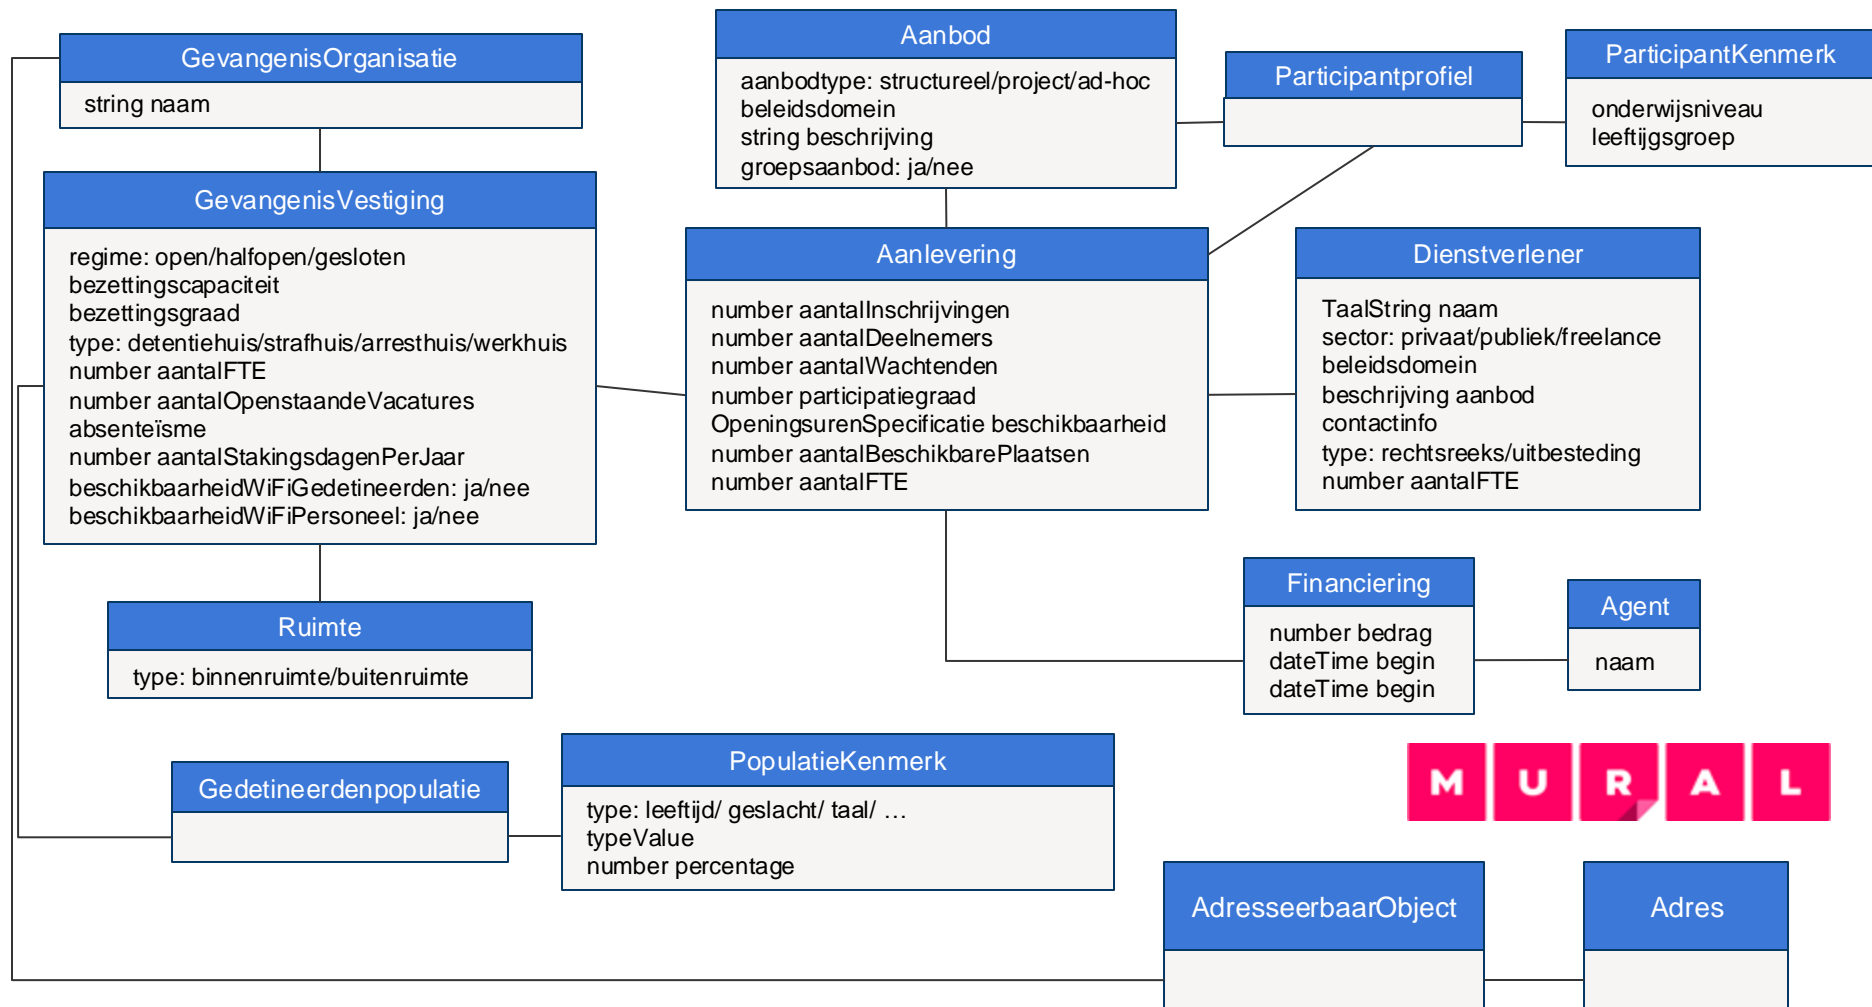 GevangenisOrganisatie
string naam
Aanbod
aanbodtype: structureel/project/ad-hoc
beleidsdomein
string beschrijving
groepsaanbod: ja/nee
Participantprofiel
ParticipantKenmerk
onderwijsniveau
leeftijgsgroep
GevangenisVestiging
regime: open/halfopen/gesloten
bezettingscapaciteit
bezettingsgraad
type: detentiehuis/strafhuis/arresthuis/werkhuis
number aantalFTE
number aantalOpenstaandeVacatures
absenteïsme
number aantalStakingsdagenPerJaar
beschikbaarheidWiFiGedetineerden: ja/nee
beschikbaarheidWiFiPersoneel: ja/nee
Aanlevering
number aantalInschrijvingen
number aantalDeelnemers
number aantalWachtenden
number participatiegraad
OpeningsurenSpecificatie beschikbaarheid
number aantalBeschikbarePlaatsen
number aantalFTE
Dienstverlener
TaalString naam
sector: privaat/publiek/freelance
beleidsdomein
beschrijving aanbod
contactinfo
type: rechtsreeks/uitbesteding
number aantalFTE
Ruimte
type: binnenruimte/buitenruimte
Financiering
number bedrag
dateTime begin
dateTime begin
Agent
naam
Gedetineerdenpopulatie
PopulatieKenmerk
type: leeftijd/ geslacht/ taal/ …
typeValue
number percentage
MURAL
AdresseerbaarObject
Adres